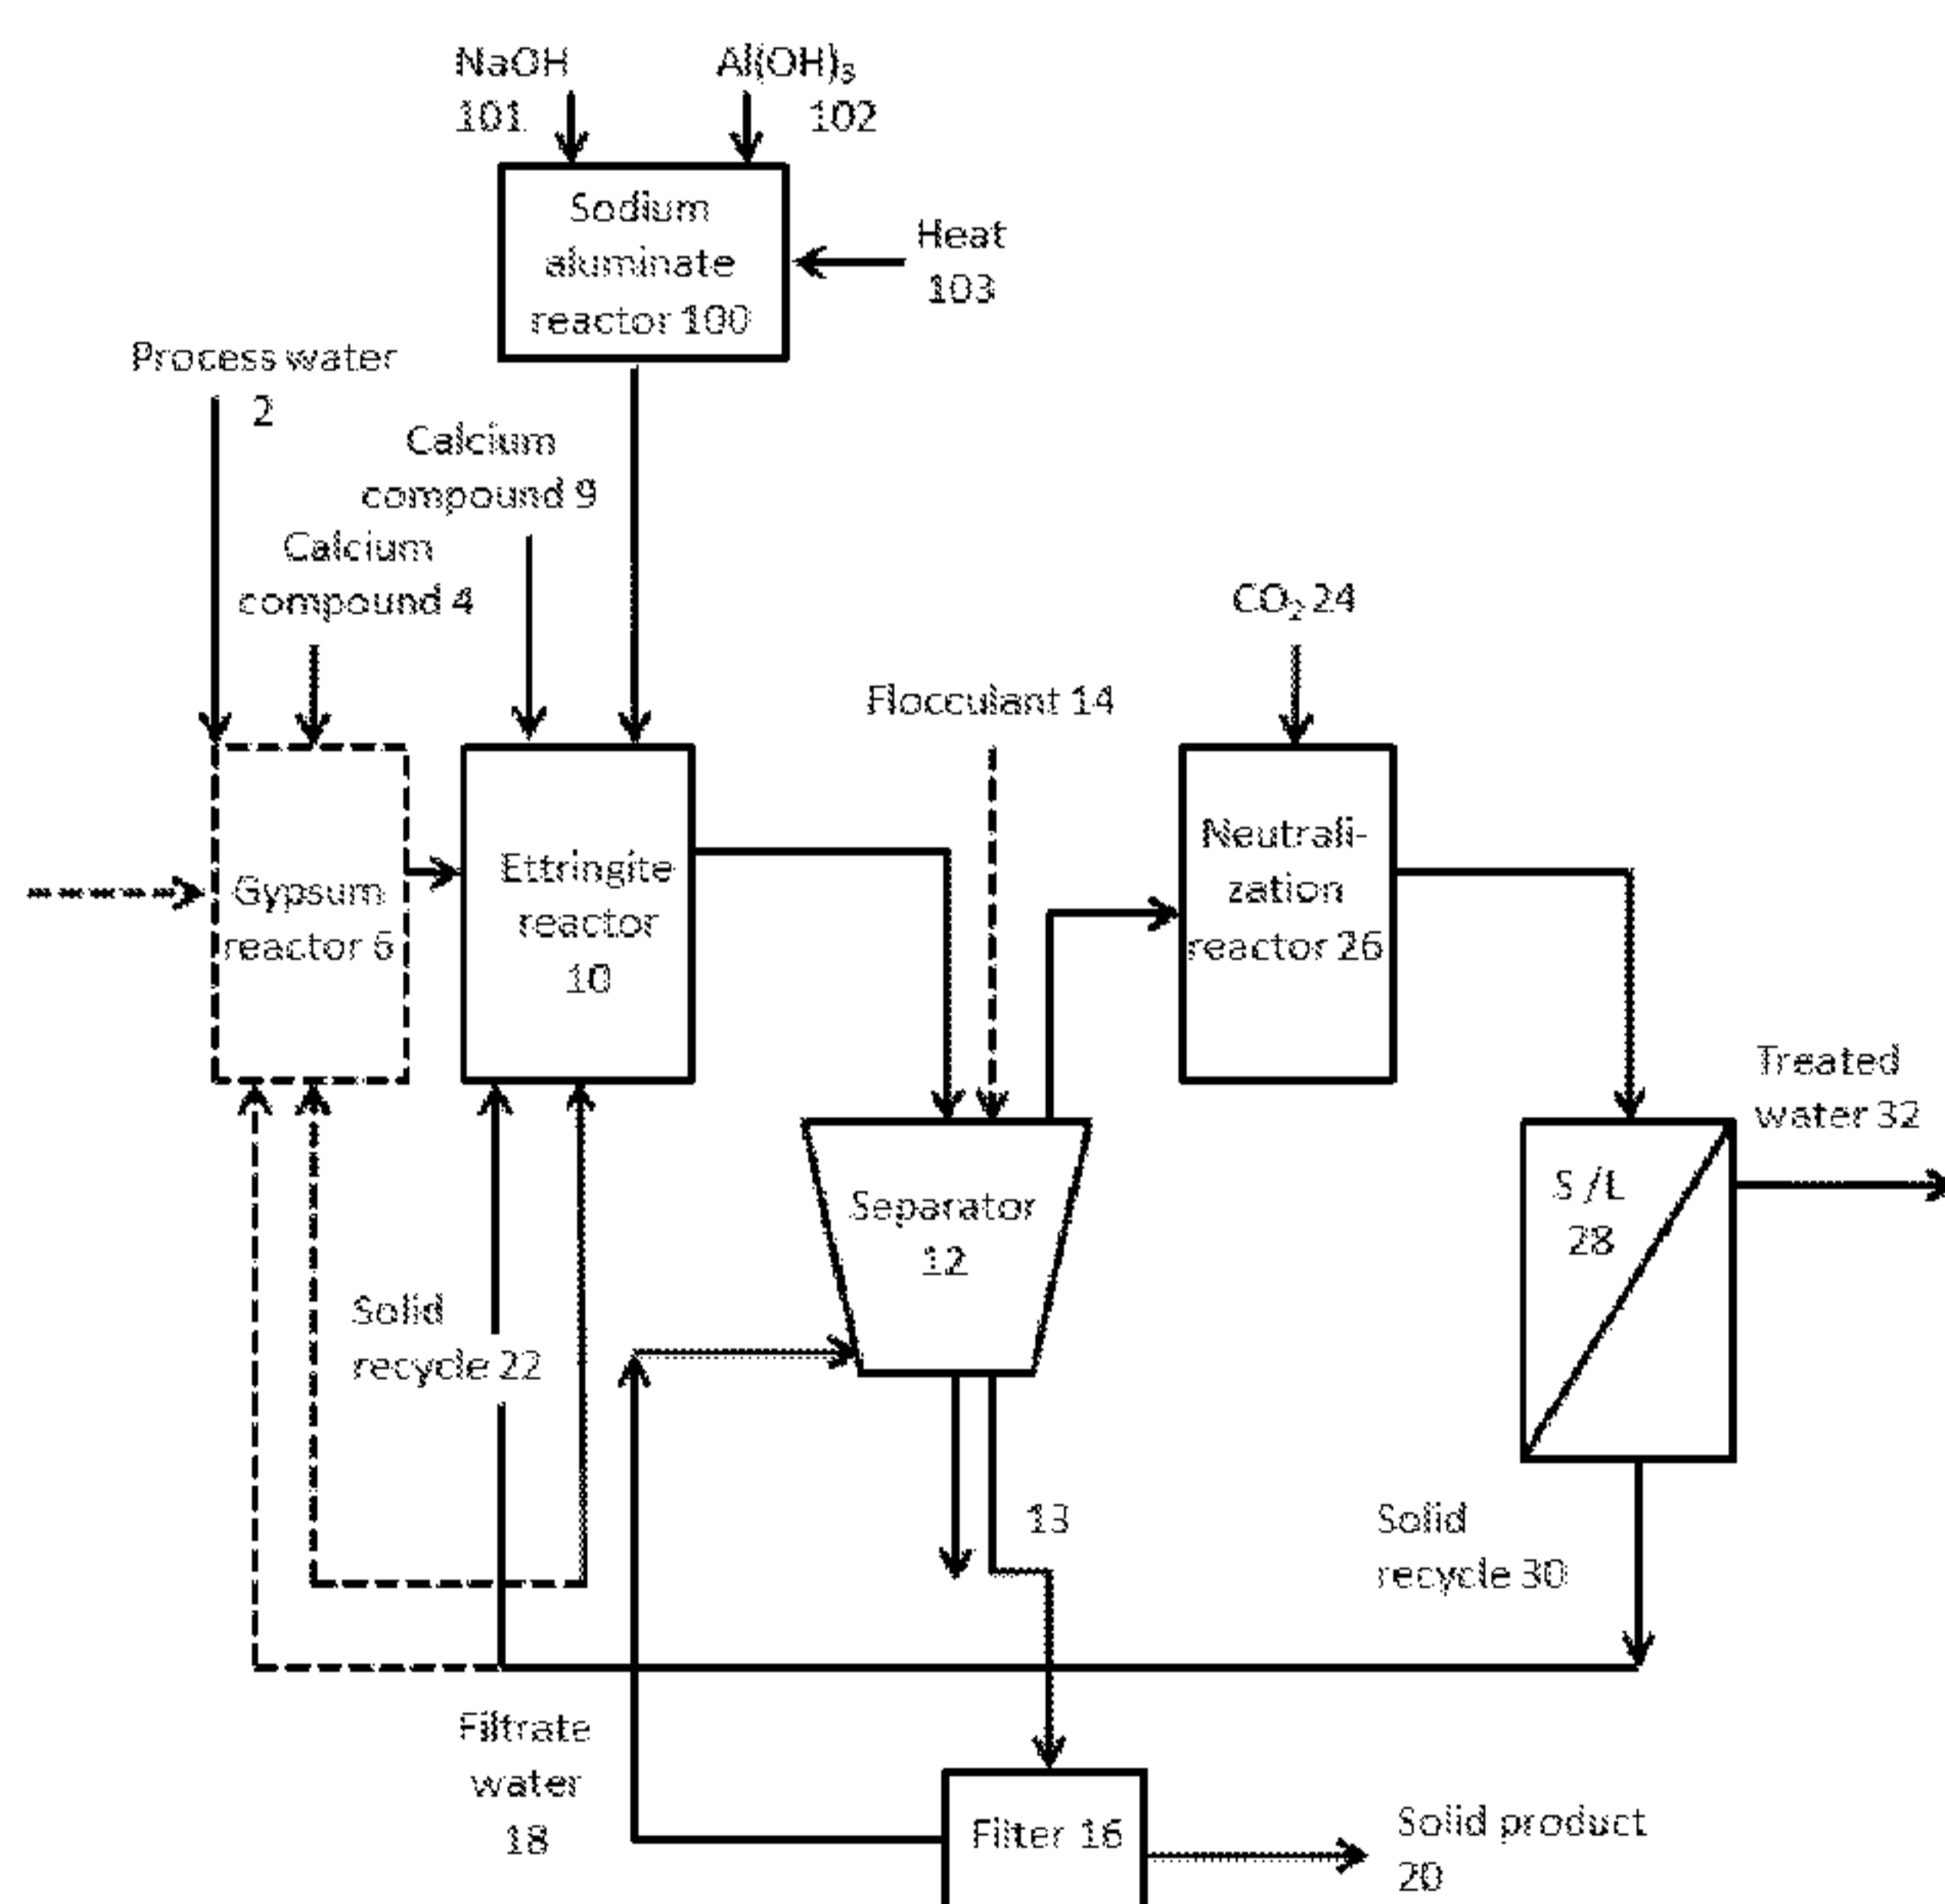 NaOH
101
Al(OH)₃
102
Sodium
aluminate
reactor 100
Heat
103
Process water
2
Calcium
compound 9
Calcium
compound 4
CO₂ 24
Flocculant 14
Gypsum
reactor 6
Ettringite
reactor
10
Neutrali-
zation
reactor 26
Treated
water 32
Separator
12
S /L
28
Solid
recycle 22
13
Solid
recycle 30
Filtrate
water
18
Filter 16
Solid product
20